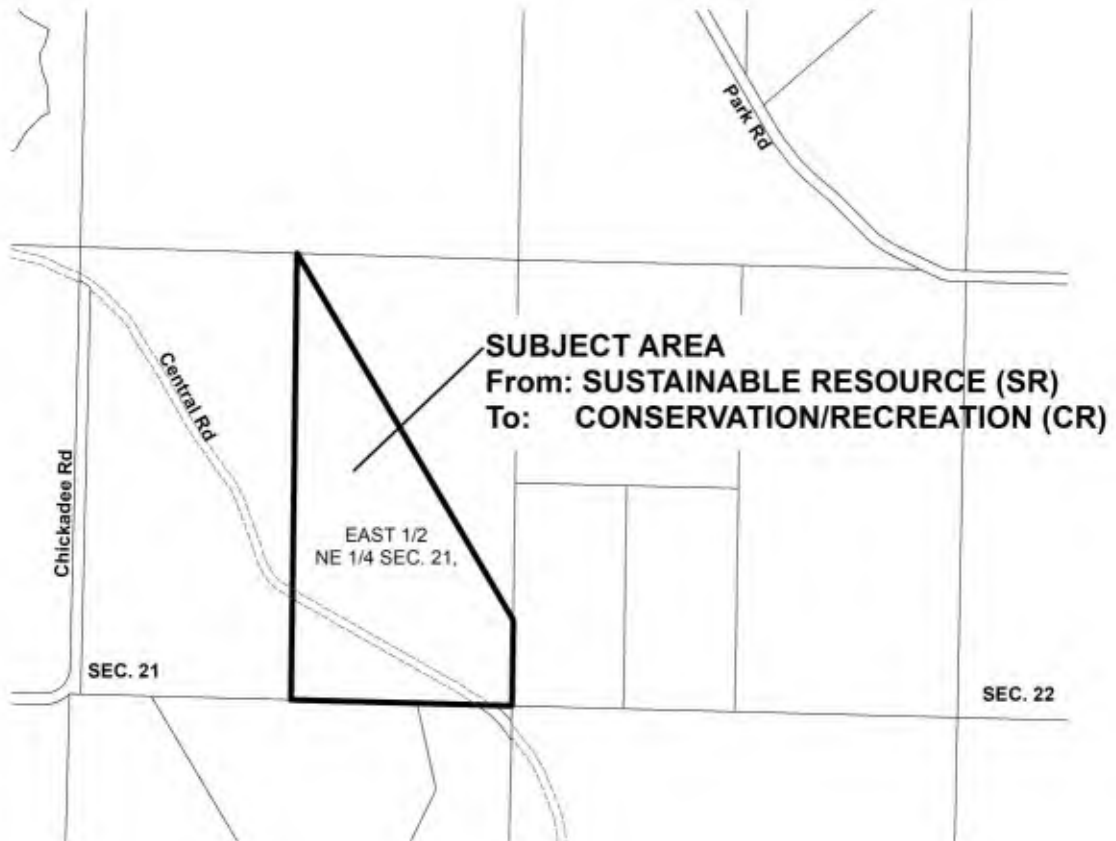 Park Rd
SUBJECT AREA
From: SUSTAINABLE RESOURCE (SR)
To: CONSERVATION/RECREATION (CR)
Central Rd
Chickadee Rd
EAST 1/2
NE 1/4 SEC. 21,
SEC. 21
SEC. 22